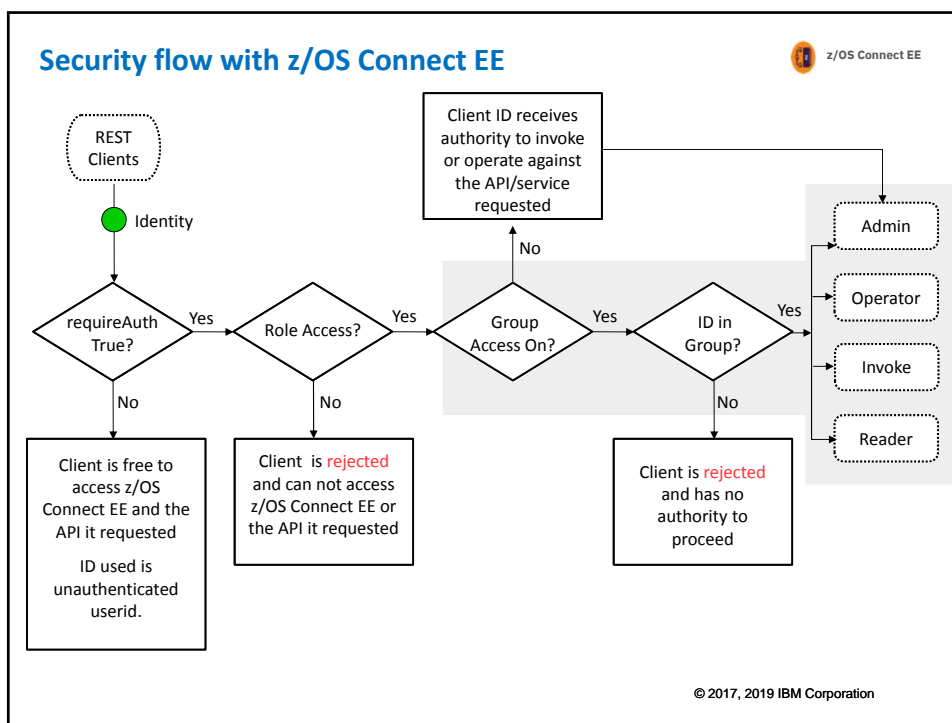 Security flow with z/OS Connect EE
z/OS Connect EE
REST
Clients
Identity
Client ID receives
authority to invoke
or operate against
the API/service
requested
No
requireAuth
True?
Yes
Role Access?
Yes
Group
Access On?
Yes
ID in
Group?
Yes
Admin
Operator
Invoke
Reader
No
No
No
Client is free to
access z/OS
Connect EE and the
API it requested
ID used is
unauthenticated
userid.
Client is rejected
and can not access
z/OS Connect EE or
the API it requested
Client is rejected
and has no
authority to
proceed
© 2017, 2019 IBM Corporation